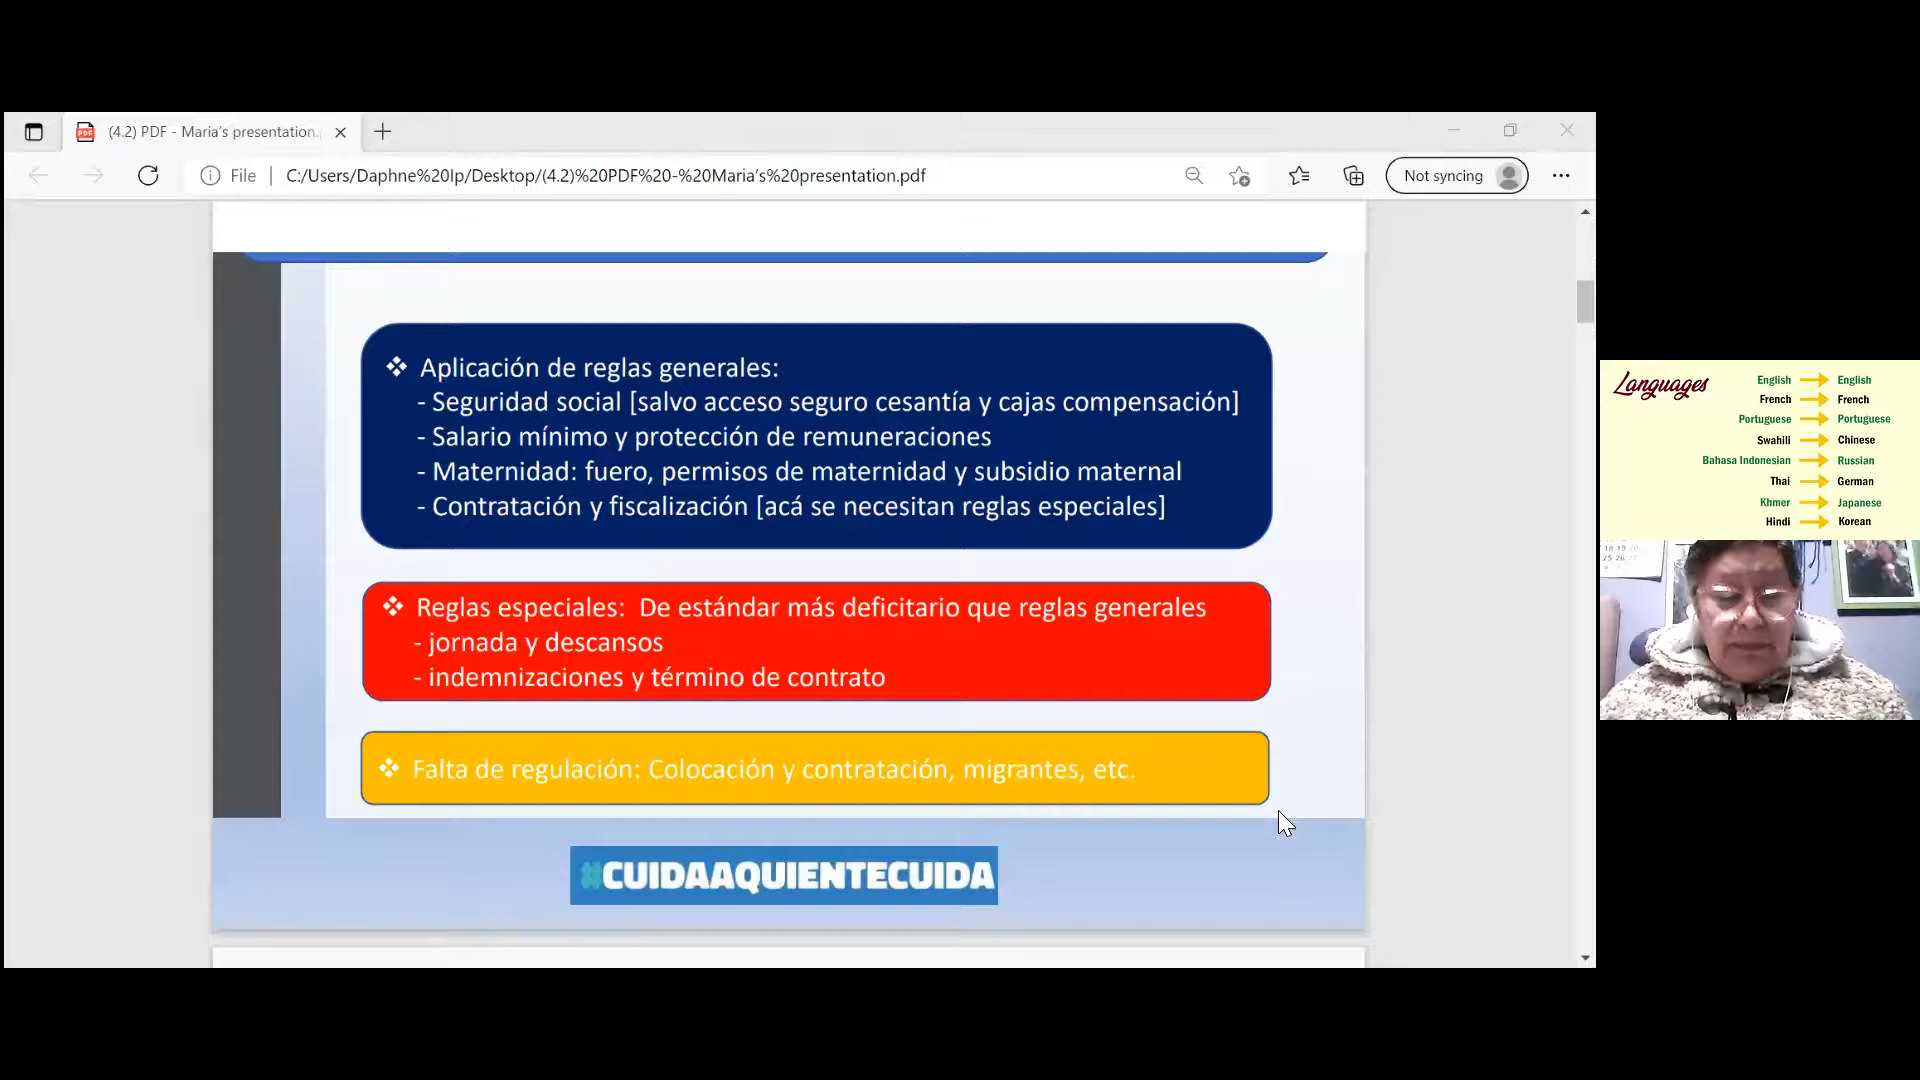 (4.2) PDF - Maria's presentation.
File
C:/Users/Daphne%20Ip/Desktop/(4.2)%20PDF%20-%20Maria's%20presentation.pdf
Not syncing
❖ Aplicación de reglas generales:
- Seguridad social [salvo acceso seguro cesantía y cajas compensación]
- Salario mínimo y protección de remuneraciones
- Maternidad: fuero, permisos de maternidad y subsidio maternal
- Contratación y fiscalización [acá se necesitan reglas especiales]
❖ Reglas especiales: De estándar más deficitario que reglas generales
- jornada y descansos
- indemnizaciones y término de contrato
❖ Falta de regulación: Colocación y contratación, migrantes, etc.
#CUIDAAQUIENTECUIDA
Languages
English → English
French → French
Portuguese → Portuguese
Swahili → Chinese
Bahasa Indonesian → Russian
Thai → German
Khmer → Japanese
Hindi → Korean